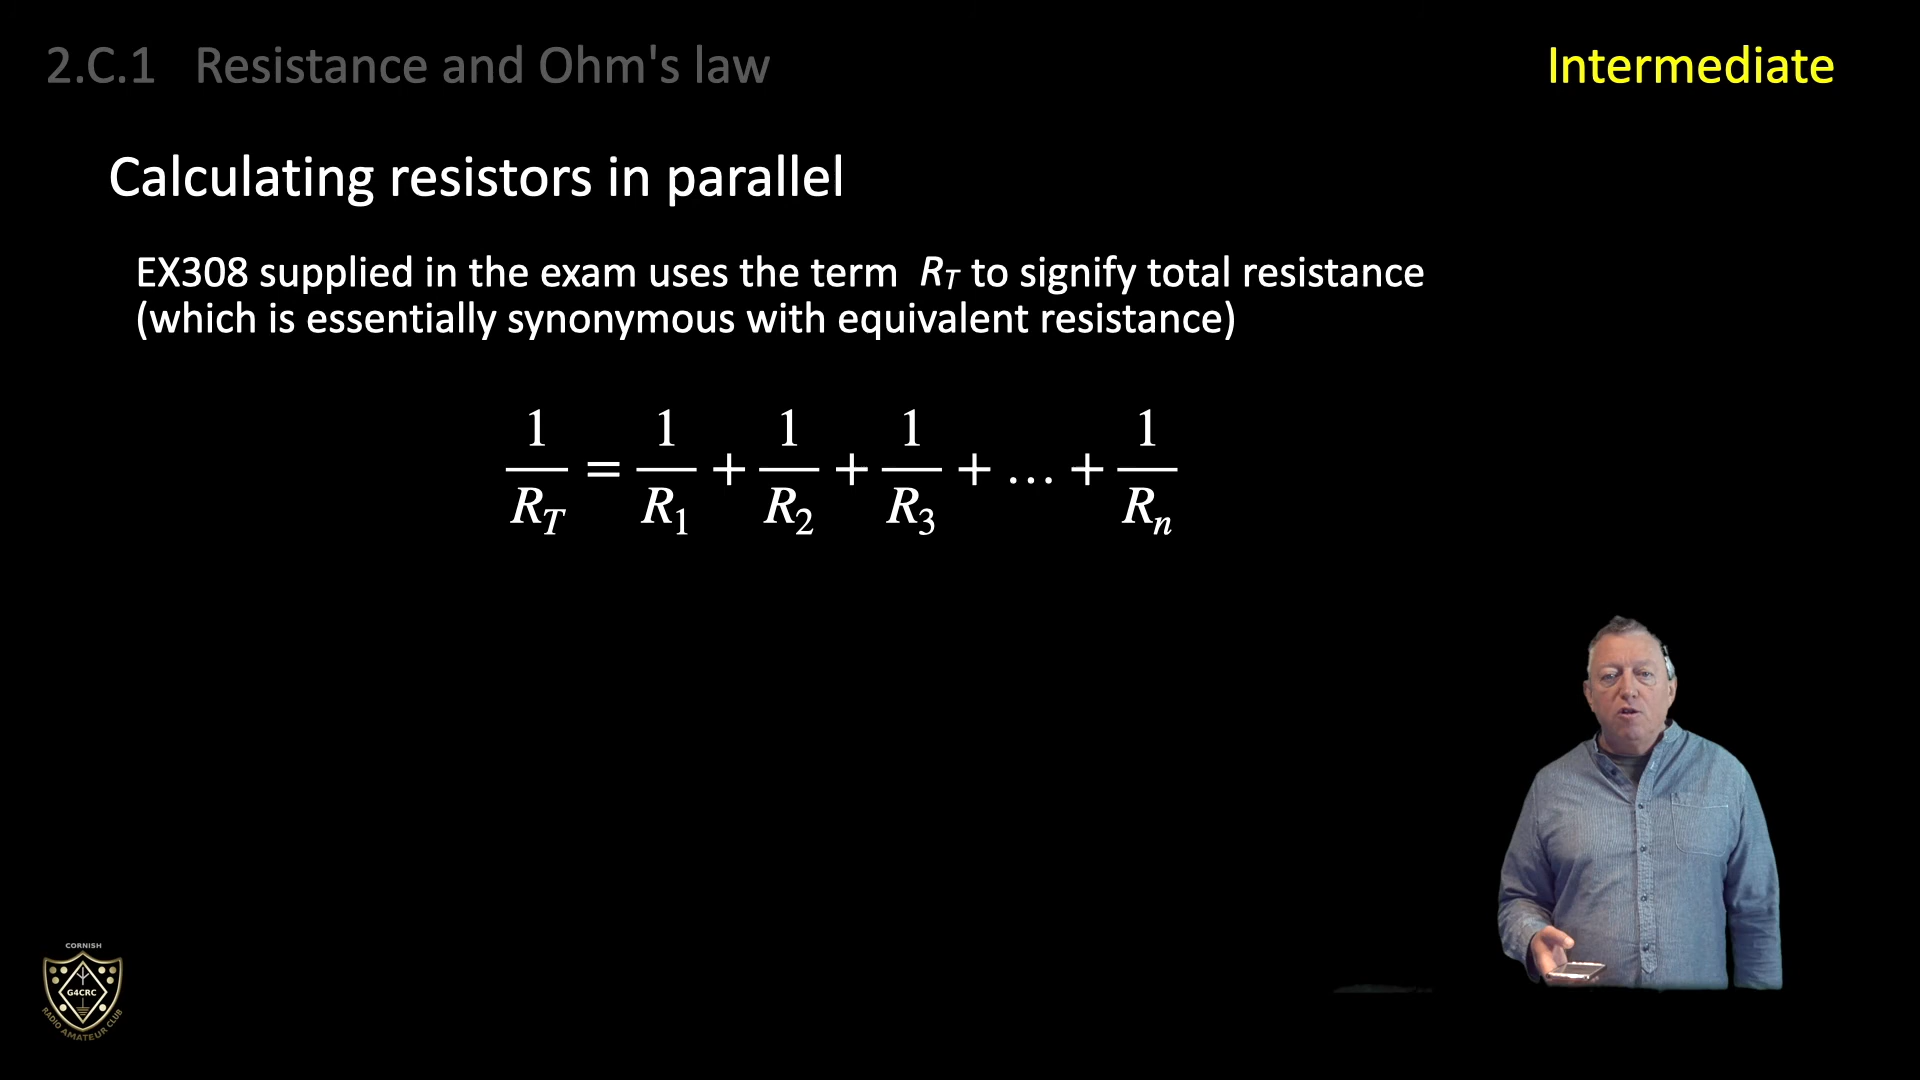 2.C.1 Resistance and Ohm's law
Intermediate
Calculating resistors in parallel
EX308 supplied in the exam uses the term R_T to signify total resistance
(which is essentially synonymous with equivalent resistance)
1/R_T = 1/R_1 + 1/R_2 + 1/R_3 + … + 1/R_n
CORNISH
G4CRC
RADIO AMATEUR CLUB